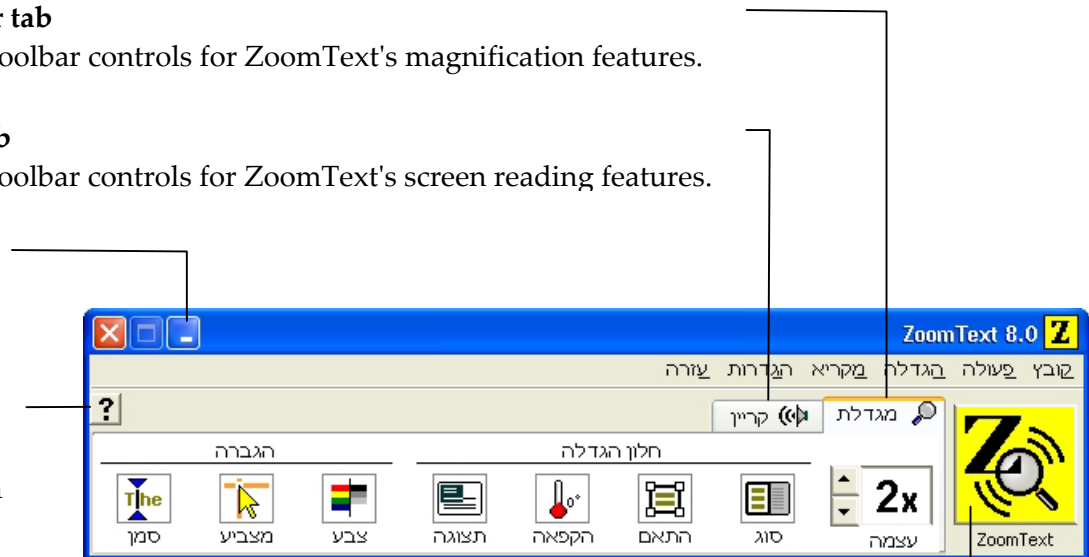 r tab
oolbar controls for ZoomText's magnification features.
b
oolbar controls for ZoomText's screen reading features.
ZoomText 8.0 Z
קובץ פעולה הגדלה מקריא הגדרות עזרה
מגדלת קריין ?
חלון הגדלה הגברה
2x The
ZoomText עצמה סוג התאם הקפאה תצוגה צבע מצביע סמן